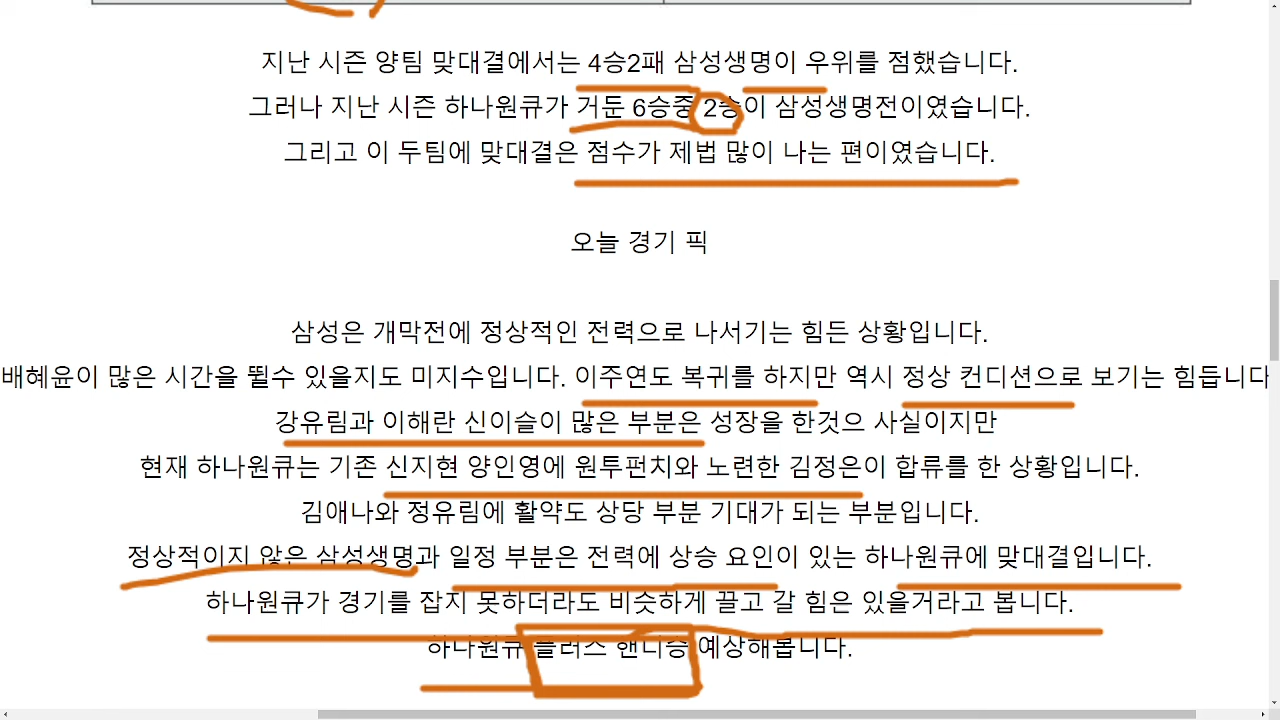 지난 시즌 양팀 맞대결에서는 4승2패 삼성생명이 우위를 점했습니다.
그러나 지난 시즌 하나원큐가 거둔 6승중 2승이 삼성생명전이였습니다.
그리고 이 두팀에 맞대결은 점수가 제법 많이 나는 편이였습니다.
오늘 경기 픽
삼성은 개막전에 정상적인 전력으로 나서기는 힘든 상황입니다.
배혜윤이 많은 시간을 뛸수 있을지도 미지수입니다. 이주연도 복귀를 하지만 역시 정상 컨디션으로 보기는 힘듭니다
강유림과 이해란 신이슬이 많은 부분은 성장을 한것으 사실이지만
현재 하나원큐는 기존 신지현 양인영에 원투펀치와 노련한 김정은이 합류를 한 상황입니다.
김애나와 정유림에 활약도 상당 부분 기대가 되는 부분입니다.
정상적이지 않은 삼성생명과 일정 부분은 전력에 상승 요인이 있는 하나원큐에 맞대결입니다.
하나원큐가 경기를 잡지 못하더라도 비슷하게 끌고 갈 힘은 있을거라고 봅니다.
하나원큐 플러스 핸디승 예상해봅니다.